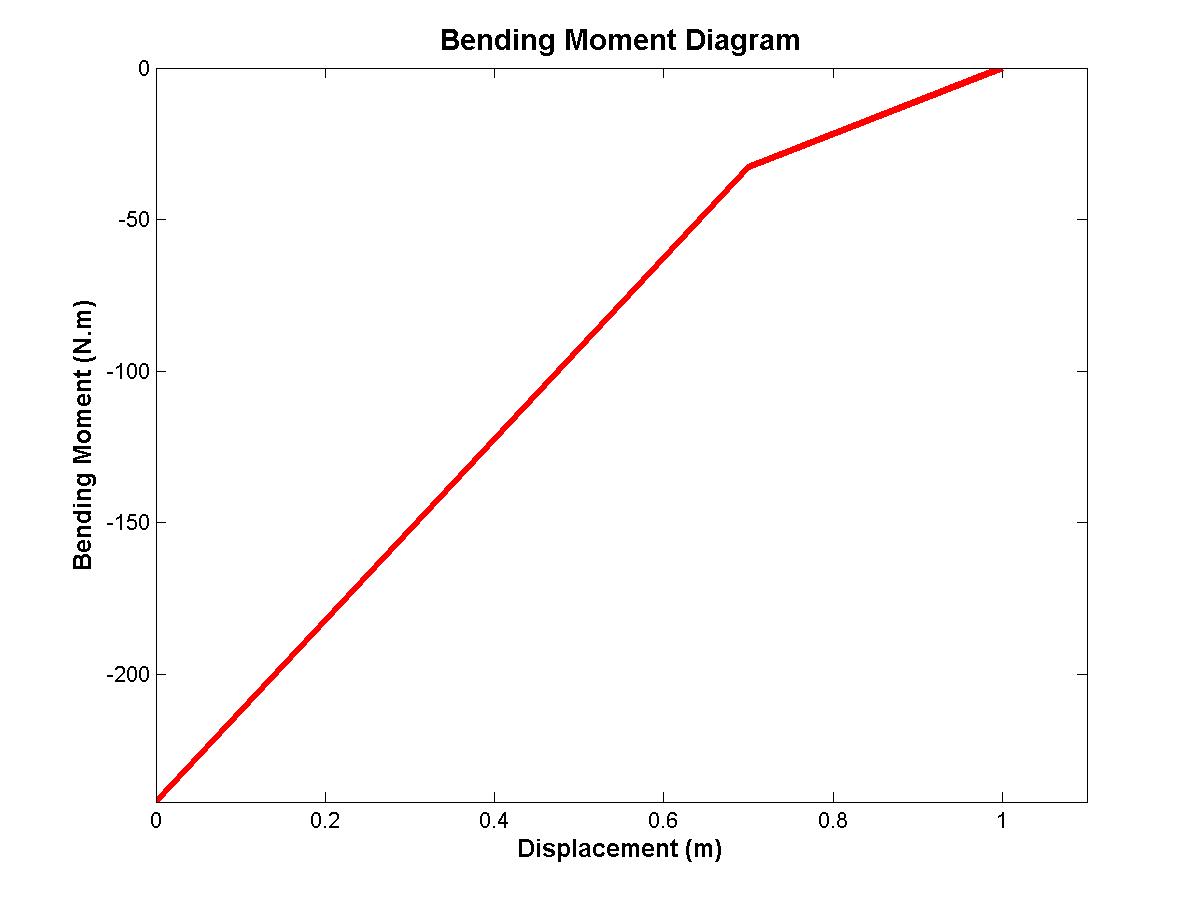 Bending Moment Diagram
0
-50
-100
-150
-200
Bending Moment (N.m)
0 0.2 0.4 0.6 0.8 1
Displacement (m)